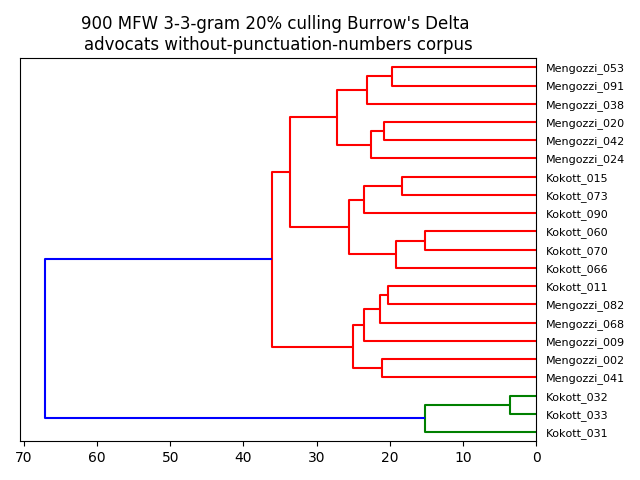 900 MFW 3-3-gram 20% culling Burrow's Delta
advocats without-punctuation-numbers corpus
Mengozzi_053
Mengozzi_091
Mengozzi_038
Mengozzi_020
Mengozzi_042
Mengozzi_024
Kokott_015
Kokott_073
Kokott_090
Kokott_060
Kokott_070
Kokott_066
Kokott_011
Mengozzi_082
Mengozzi_068
Mengozzi_009
Mengozzi_002
Mengozzi_041
Kokott_032
Kokott_033
Kokott_031
70 60 50 40 30 20 10 0